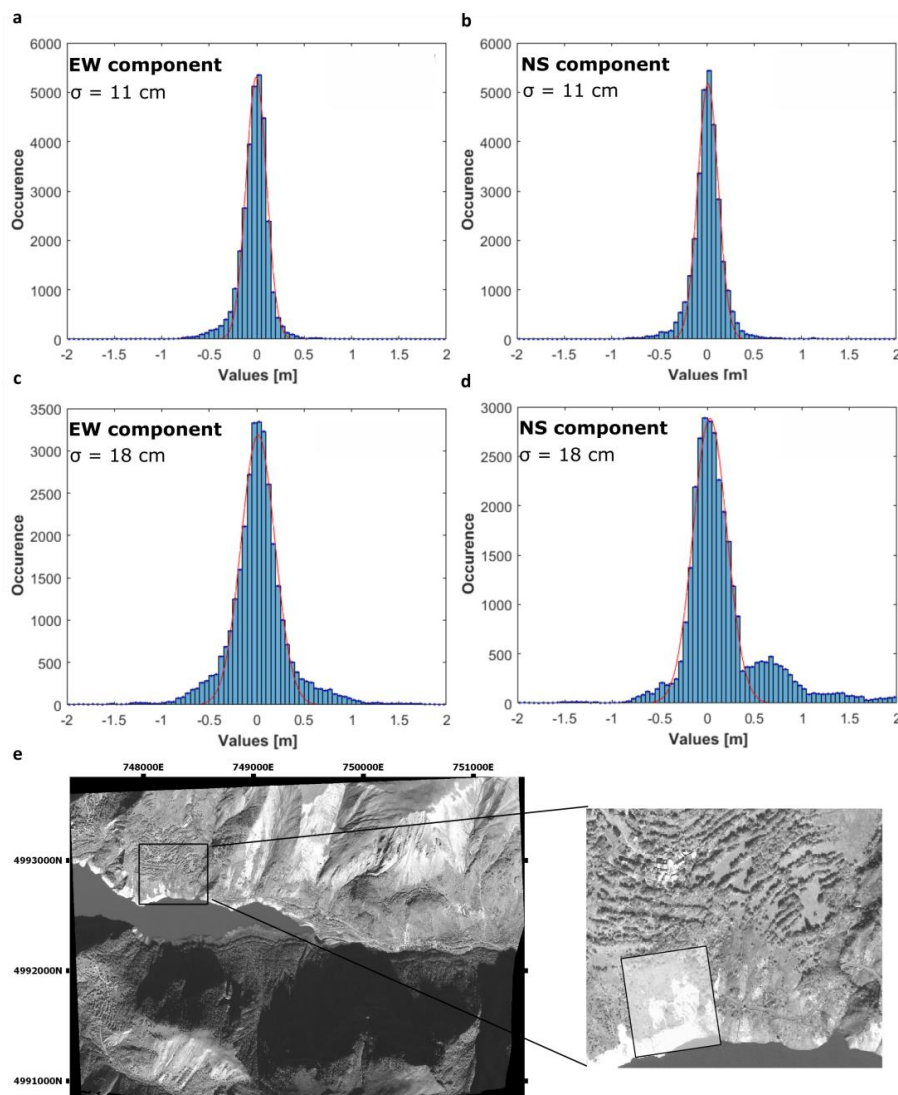 a
EW component
σ = 11 cm
Occurence
6000
5000
4000
3000
2000
1000
0
-2 -1.5 -1 -0.5 0 0.5 1 1.5 2
Values [m]
b
NS component
σ = 11 cm
Occurence
6000
5000
4000
3000
2000
1000
0
-2 -1.5 -1 -0.5 0 0.5 1 1.5 2
Values [m]
c
EW component
σ = 18 cm
Occurrence
3500
3000
2500
2000
1500
1000
500
0
-2 -1.5 -1 -0.5 0 0.5 1 1.5 2
Values [m]
d
NS component
σ = 18 cm
Occurence
3000
2500
2000
1500
1000
500
0
-2 -1.5 -1 -0.5 0 0.5 1 1.5 2
Values [m]
e
748000E 749000E 750000E 751000E
4993000N
4992000N
4991000N